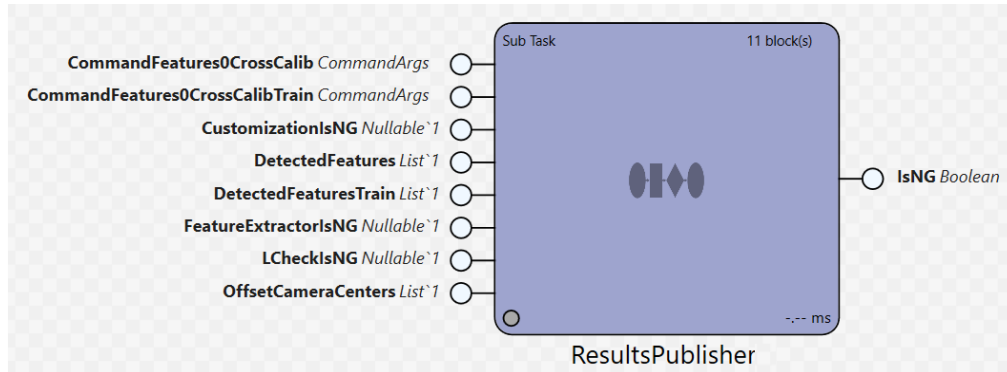 Sub Task 11 block(s)
CommandFeatures0CrossCalib CommandArgs
CommandFeatures0CrossCalibTrain CommandArgs
CustomizationIsNG Nullable`1
DetectedFeatures List`1
DetectedFeaturesTrain List`1
FeatureExtractorIsNG Nullable`1
LCheckIsNG Nullable`1
OffsetCameraCenters List`1
IsNG Boolean
-.-- ms
ResultsPublisher